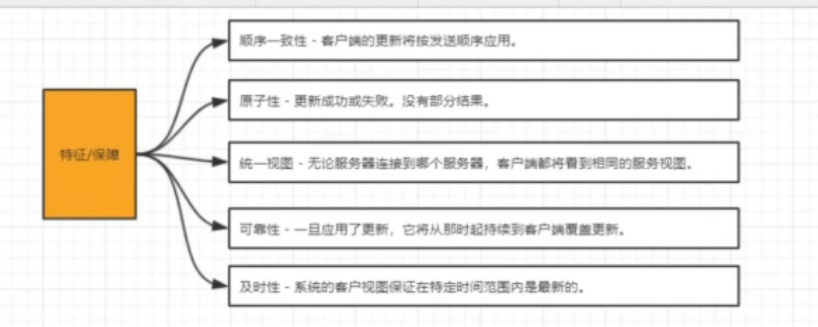 顺序一致性 - 客户端的更新将按发送顺序应用。
原子性 - 更新成功或失败。没有部分结果。
特征/保障
统一视图 - 无论服务器连接到哪个服务器，客户端都将看到相同的服务视图。
可靠性 - 一旦应用了更新，它将从那时起持续到客户端覆盖更新。
及时性 - 系统的客户视图保证在特定时间范围内是最新的。